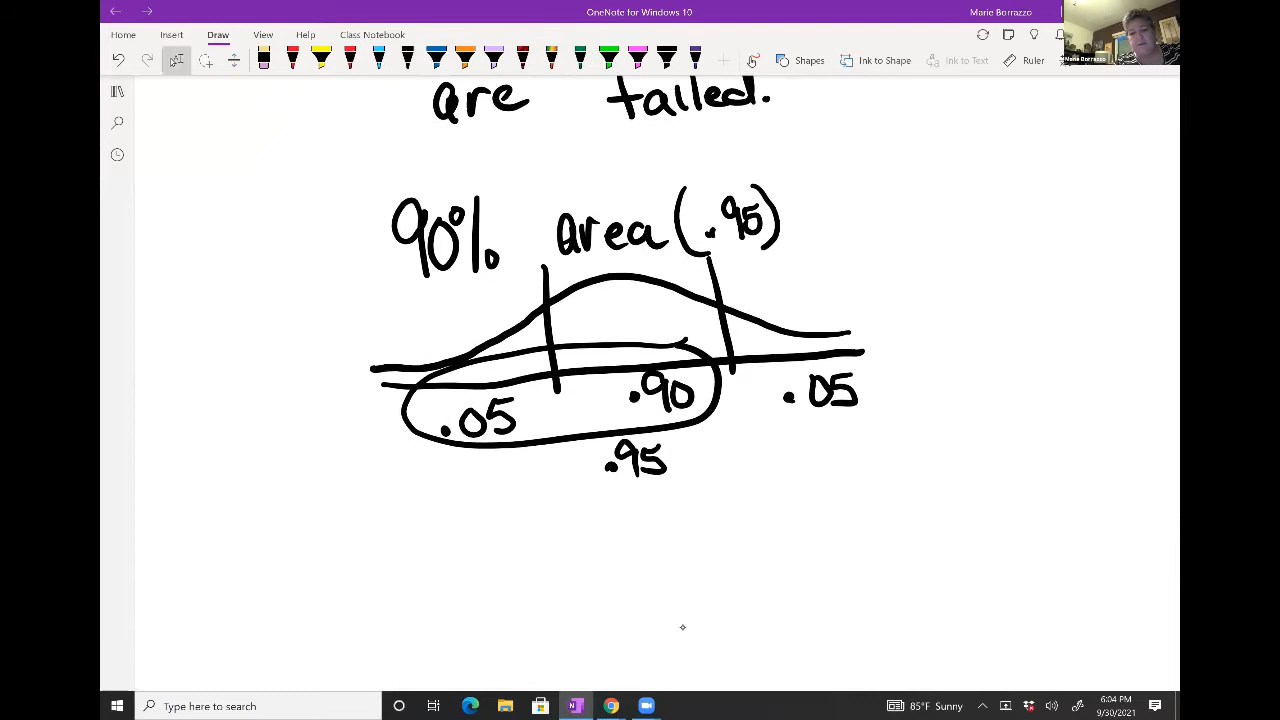 OneNote for Windows 10
Marie Borrazzo
Home Insert Draw View Help Class Notebook
Shapes Ink to Shape Ink to Text Ruler
Marie Borrazzo
are tailed.
90% area (.95)
.05 .90 .05
.95
Type here to search
85°F Sunny
6:04 PM
9/30/2021